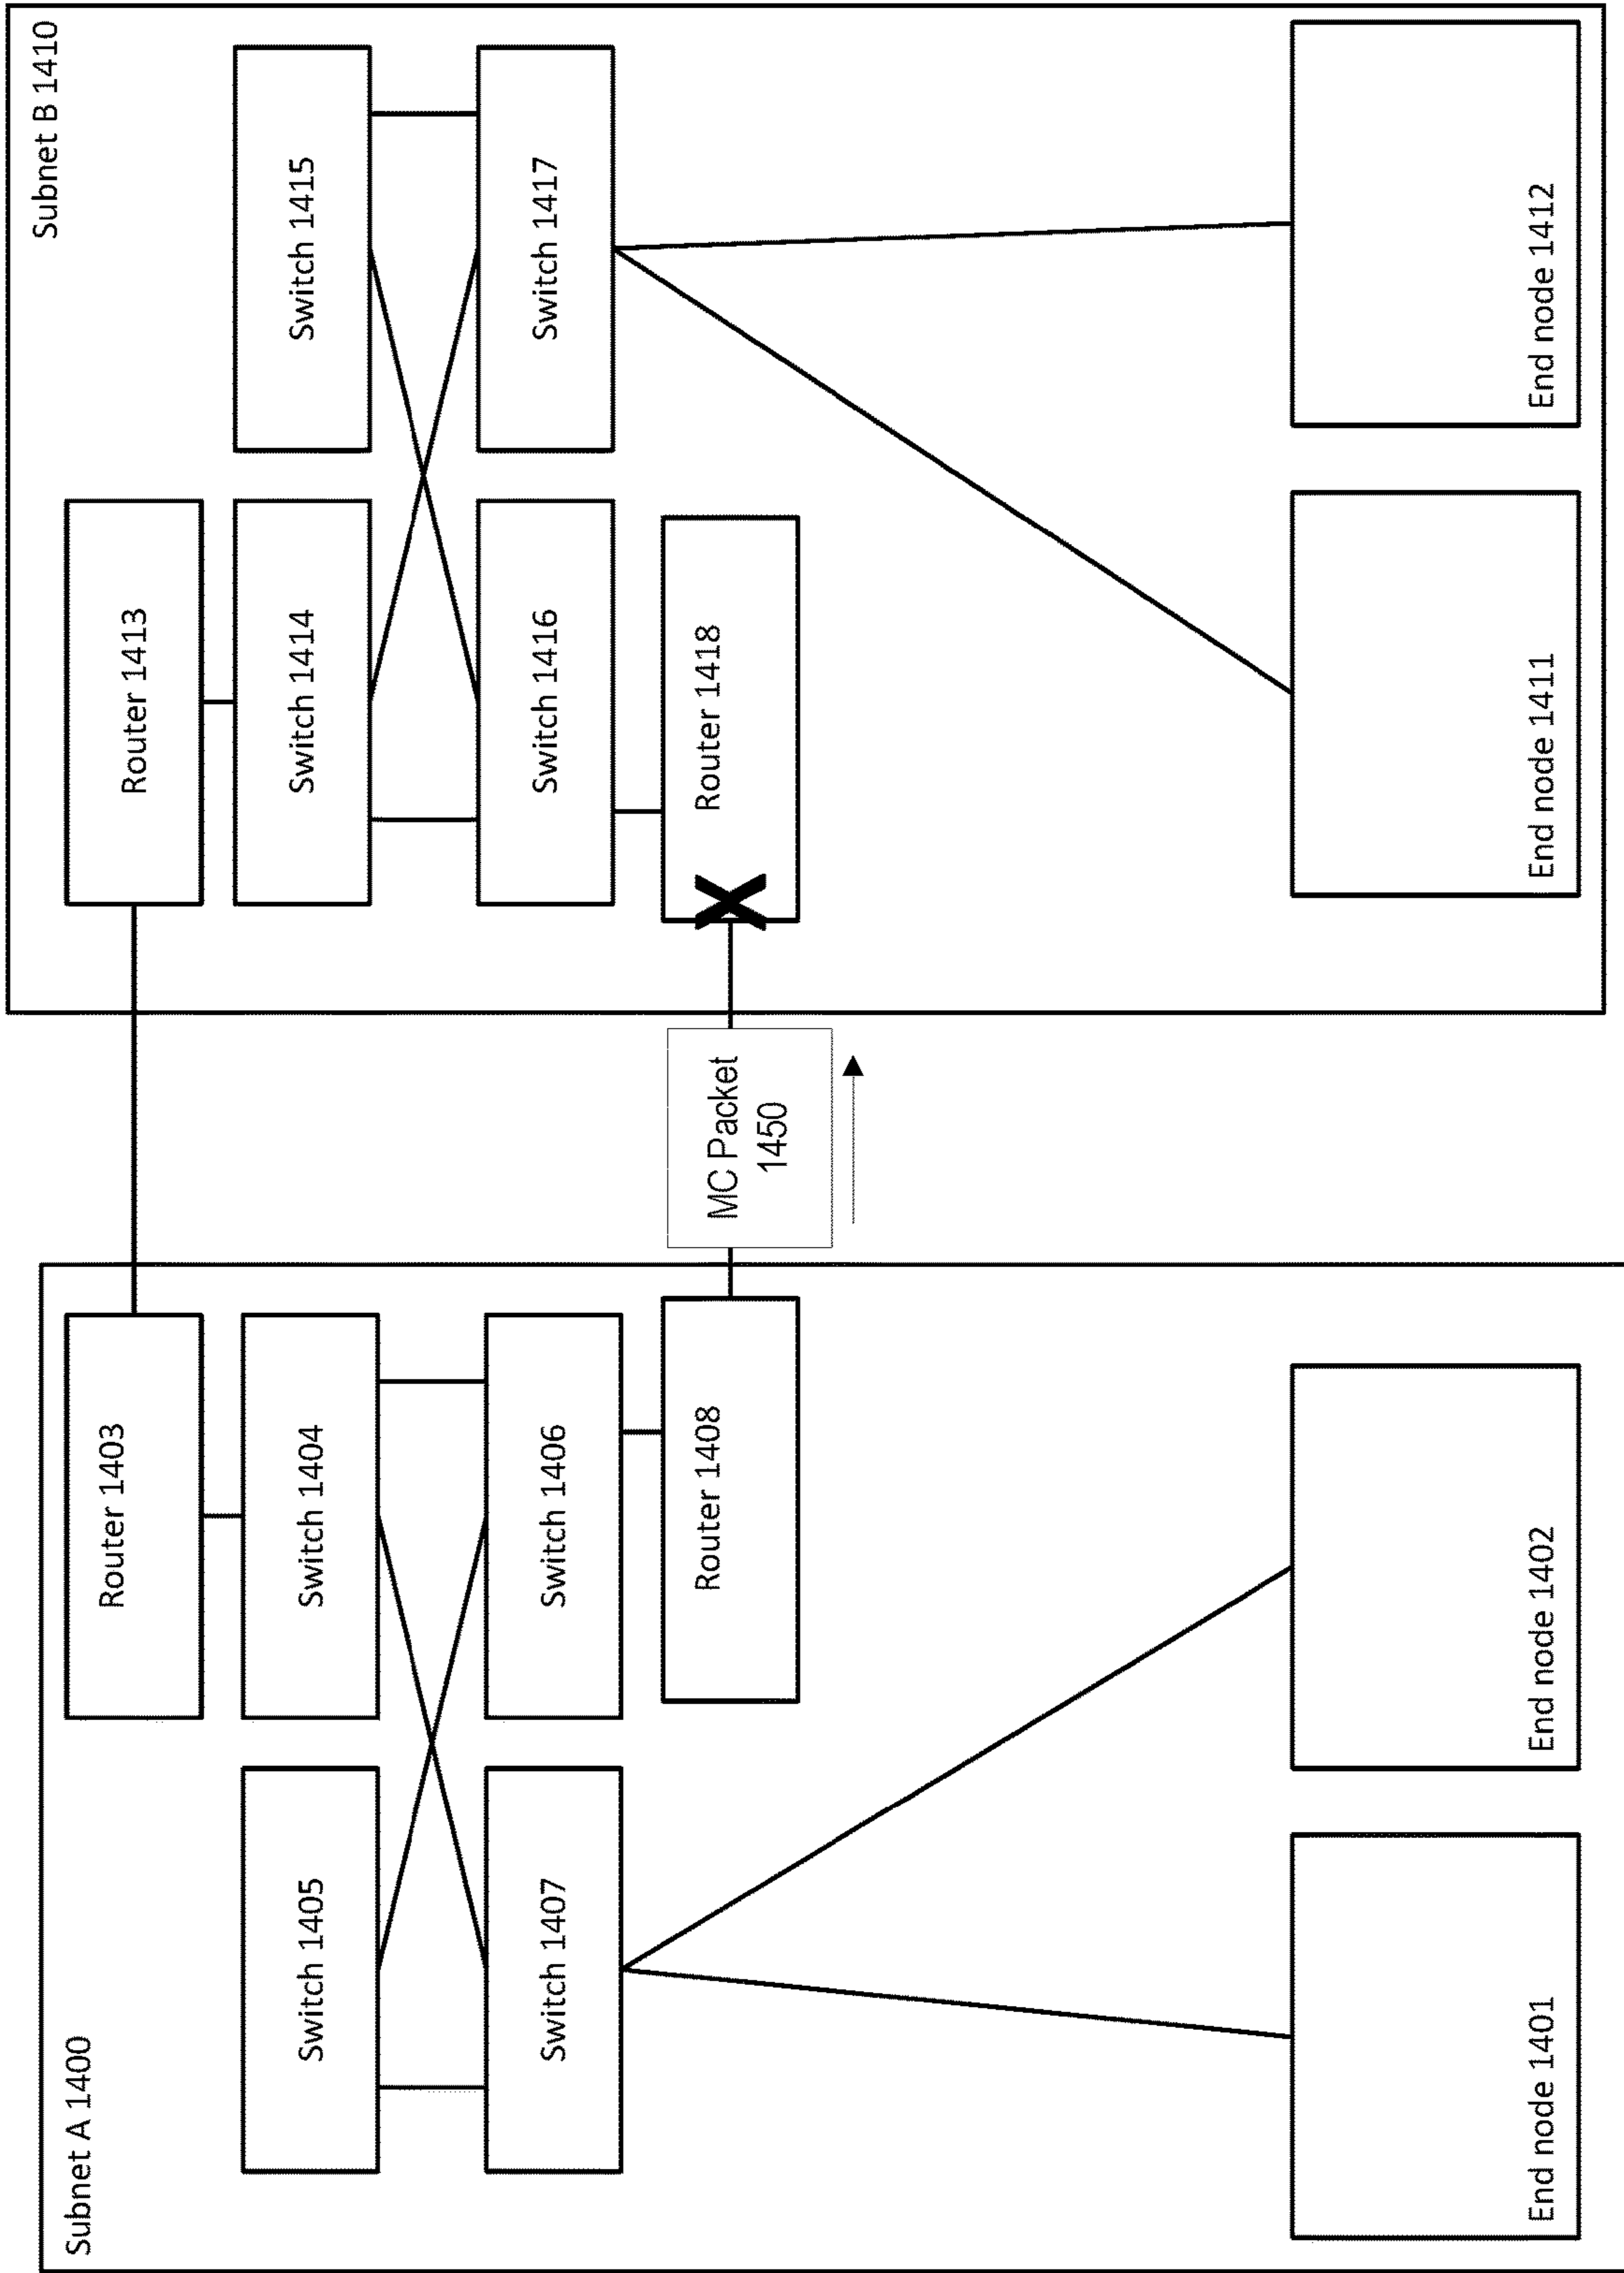 Subnet A 1400
Router 1403
Switch 1405
Switch 1404
Switch 1407
Switch 1406
Router 1408
End node 1401
End node 1402
MC Packet
1450
Subnet B 1410
Router 1413
Switch 1414
Switch 1415
Switch 1416
Switch 1417
Router 1418
End node 1411
End node 1412